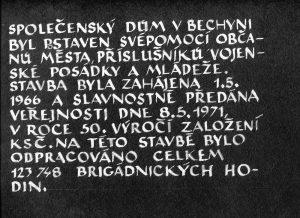 SPOLEČENSKÝ DŮM V BECHYNI
BYL P.STAVEN SVÉPOMOCÍ OBČA-
NŮ MĚSTA, PŘÍSLUŠNÍKŮ VOJEN-
SKÉ POSÁDKY A MLÁDEŽE.
STAVBA BYLA ZAHÁJENA 1.5.
1966 A SLAVNOSTNĚ PŘEDÁNA
VEŘEJNOSTI DNE 8.5.1971,
V ROCE 50. VÝROČÍ ZALOŽENÍ
KSČ. NA TÉTO STAVBĚ BYLO
ODPRACOVÁNO CELKEM
123 748 BRIGÁDNICKÝCH HO-
DIN.